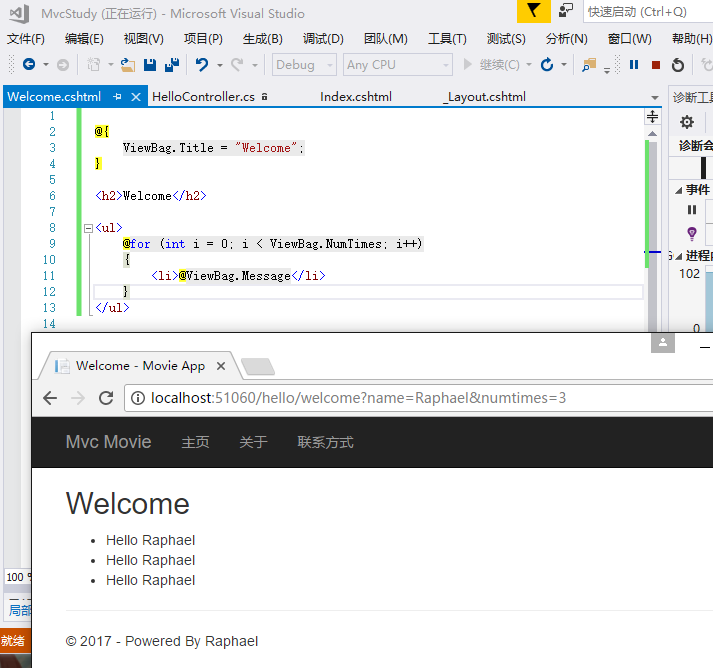 MvcStudy (正在运行) - Microsoft Visual Studio
快速启动 (Ctrl+Q)
文件(F) 编辑(E) 视图(V) 项目(P) 生成(B) 调试(D) 团队(M) 工具(T) 测试(S) 分析(N) 窗口(W) 帮助(H)
Debug Any CPU 继续(C)
Welcome.cshtml HelloController.cs Index.cshtml _Layout.cshtml 诊断工具
1
2 @{
3 ViewBag.Title = "Welcome";
4 }
5
6 <h2>Welcome</h2>
7
8 <ul>
9 @for (int i = 0; i < ViewBag.NumTimes; i++)
10 {
11 <li>@ViewBag.Message</li>
12 }
13 </ul>
14
诊断会
事件
进程内
102
0
Welcome - Movie App
localhost:51060/hello/welcome?name=Raphael&numtimes=3
Mvc Movie 主页 关于 联系方式
Welcome
Hello Raphael
Hello Raphael
Hello Raphael
© 2017 - Powered By Raphael
100 %
局部
就绪